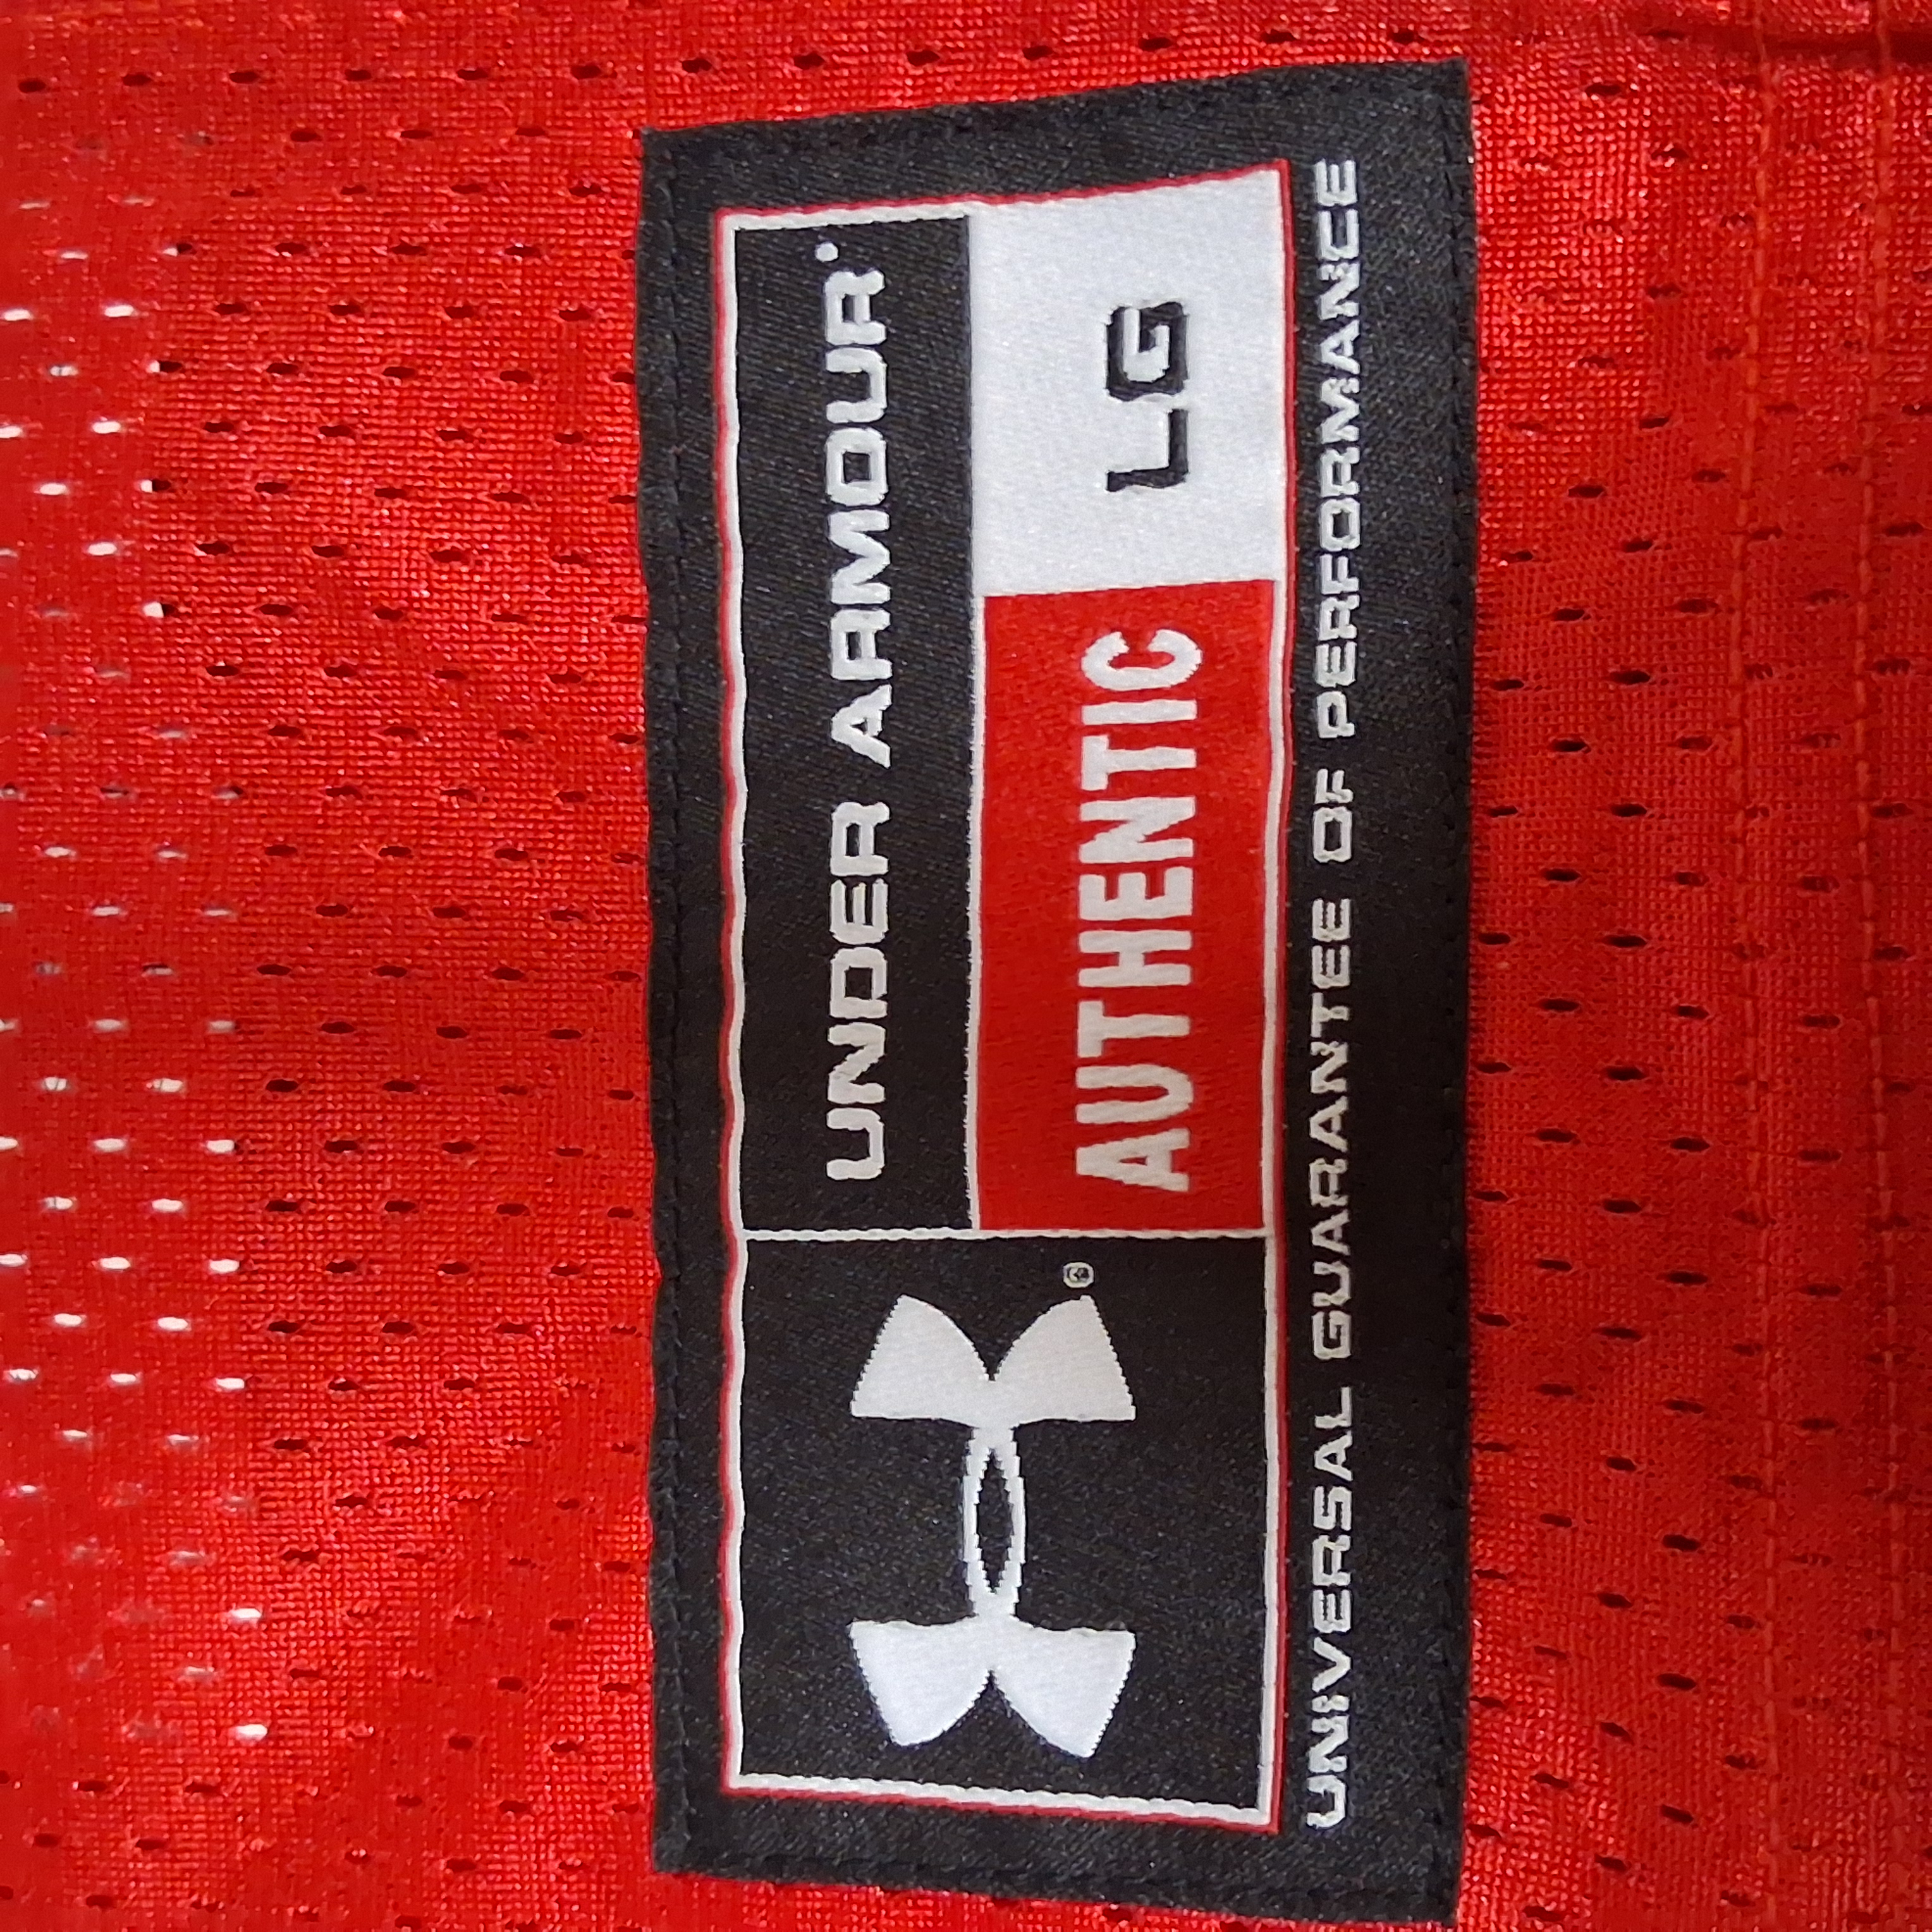 UNDER ARMOUR
®
AUTHENTIC LG
UNIVERSAL GUARANTEE OF PERFORMANCE